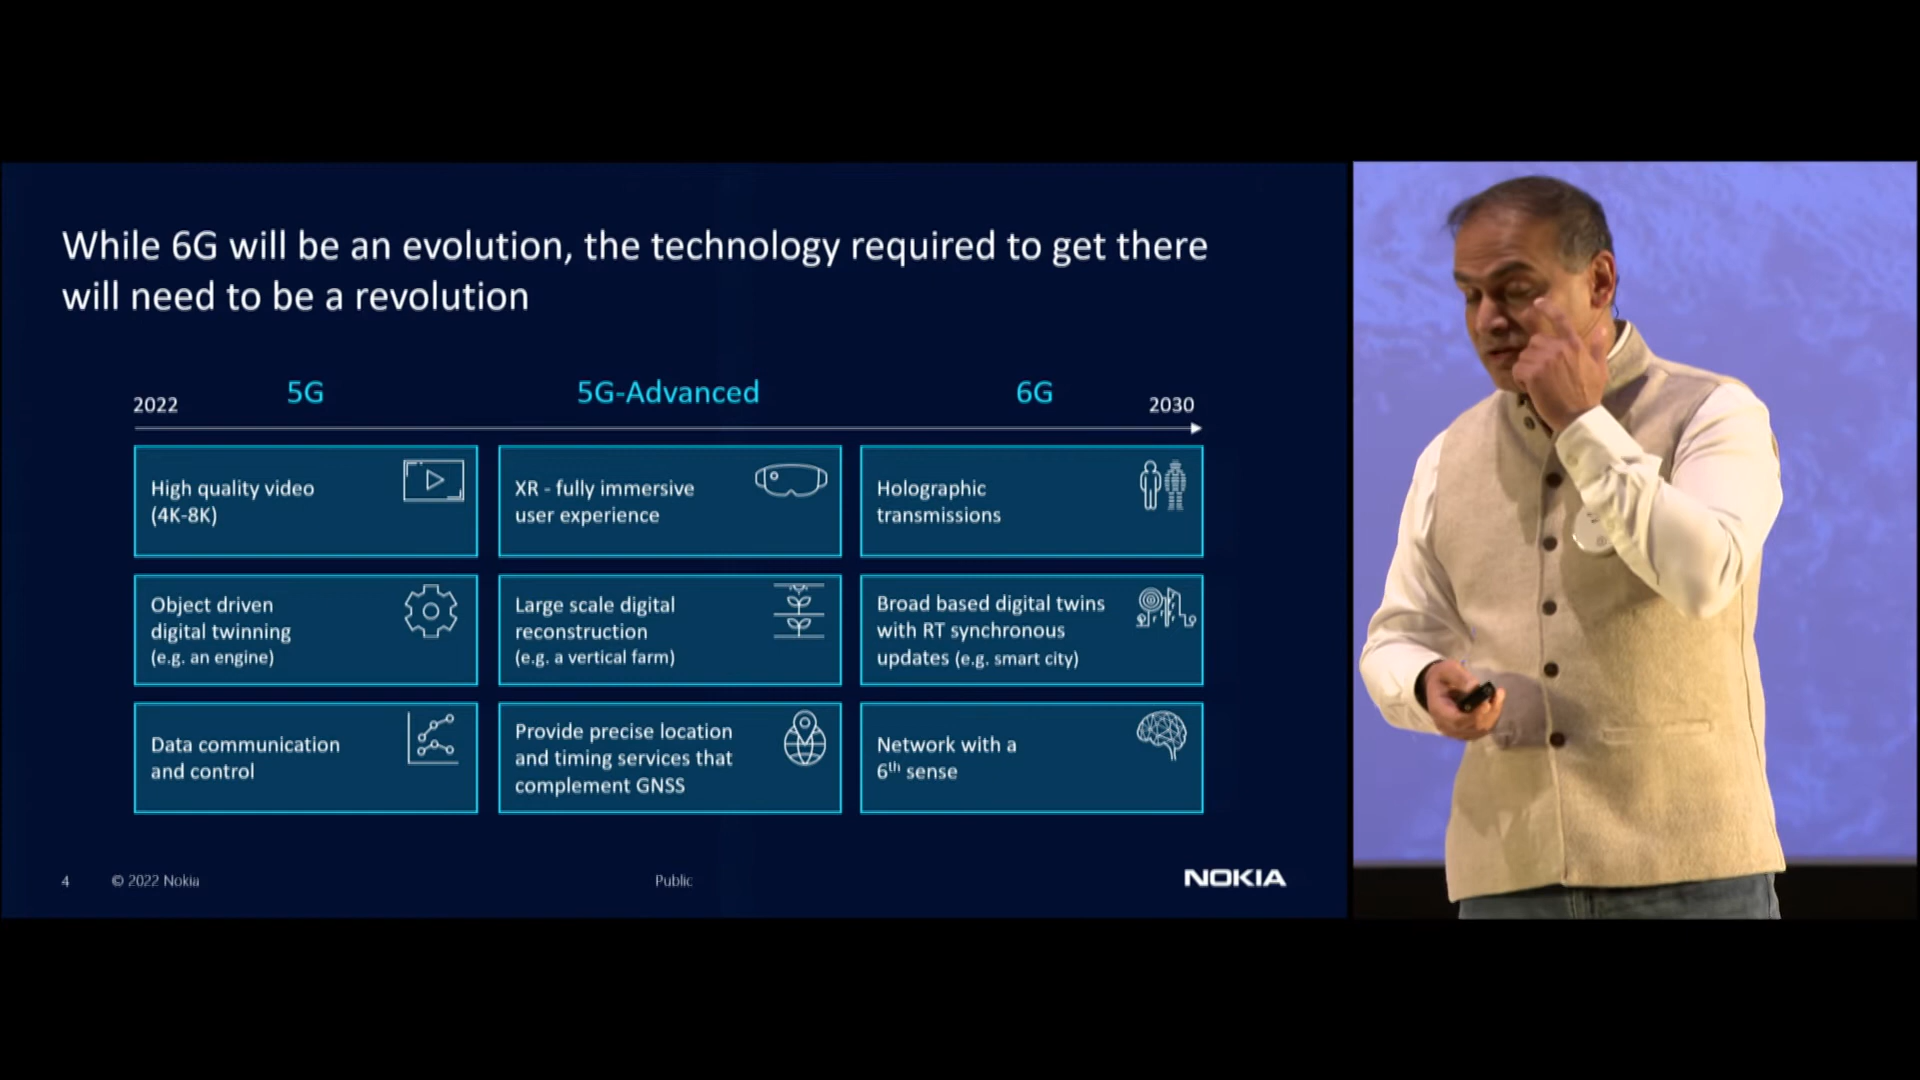 While 6G will be an evolution, the technology required to get there
will need to be a revolution
2022
5G
5G-Advanced
6G
2030
High quality video
(4K-8K)
XR - fully immersive
user experience
Holographic
transmissions
Object driven
digital twinning
(e.g. an engine)
Large scale digital
reconstruction
(e.g. a vertical farm)
Broad based digital twins
with RT synchronous
updates (e.g. smart city)
Data communication
and control
Provide precise location
and timing services that
complement GNSS
Network with a
6th sense
4
© 2022 Nokia
Public
NOKIA